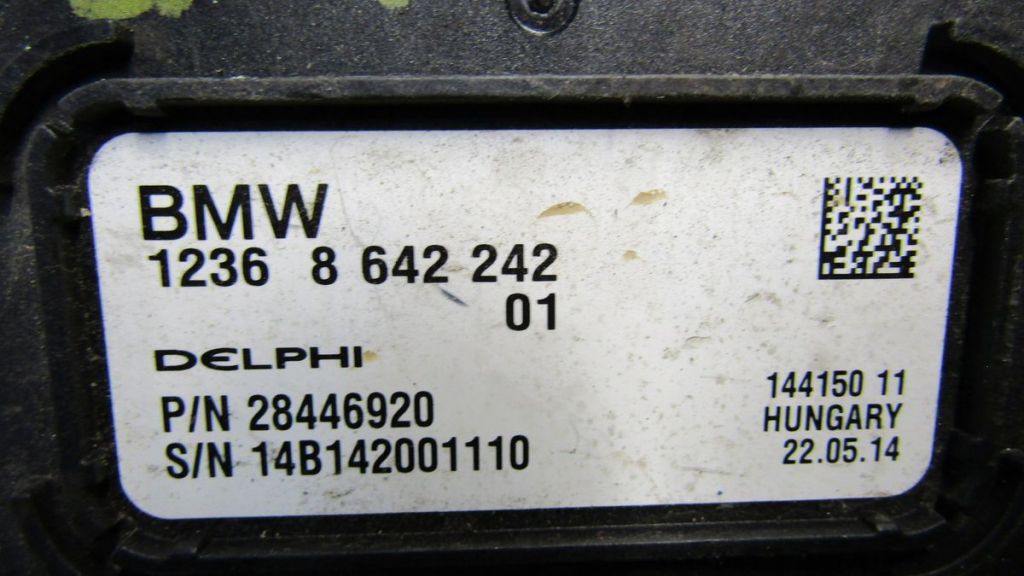 BMW
1236 8 642 242
01
DELPHI
P/N 28446920
S/N 14B142001110
144150 11
HUNGARY
22.05.14